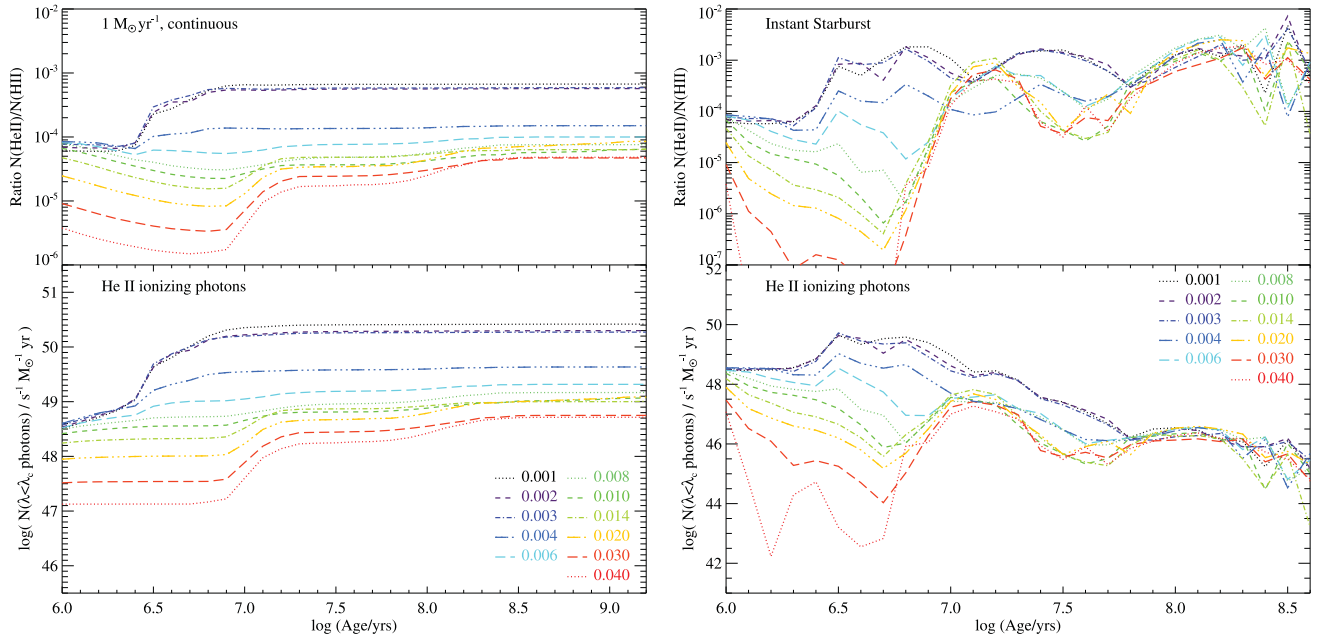 1 M☉yr⁻¹, continuous
Ratio N(HeII)/N(HII)
10⁻²
10⁻³
10⁻⁴
10⁻⁵
10⁻⁶
He II ionizing photons
log( N(λ<λc photons) / s⁻¹ M☉⁻¹ yr)
51
50
49
48
47
46
0.001 0.008
0.002 0.010
0.003 0.014
0.004 0.020
0.006 0.030
0.040
6.0 6.5 7.0 7.5 8.0 8.5 9.0
log (Age/yrs)
Instant Starburst
Ratio N(HeII)/N(HII)
10⁻²
10⁻³
10⁻⁴
10⁻⁵
10⁻⁶
10⁻⁷
He II ionizing photons
log( N(λ<λc photons) / s⁻¹ M☉⁻¹ yr)
52
50
48
46
44
42
0.001 0.008
0.002 0.010
0.003 0.014
0.004 0.020
0.006 0.030
0.040
6.0 6.5 7.0 7.5 8.0 8.5
log (Age/yrs)